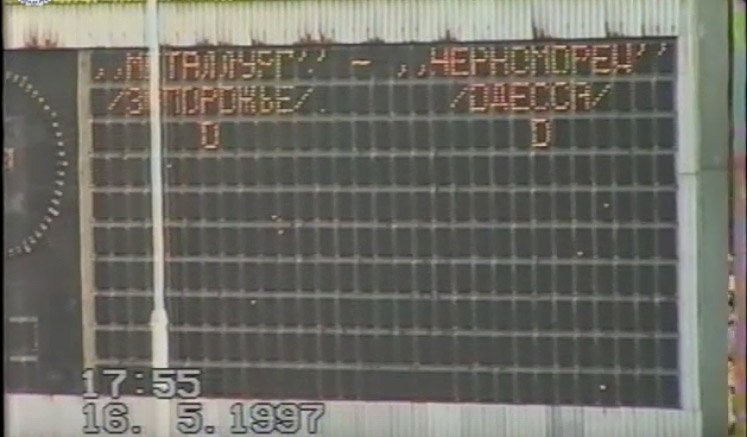 ,,МЕТАЛЛУРГ'' - ,,ЧЕРНОМОРЕЦ''
/ЗАПОРОЖЬЕ/ /ОДЕССА/
0 0
17:55
16. 5.1997